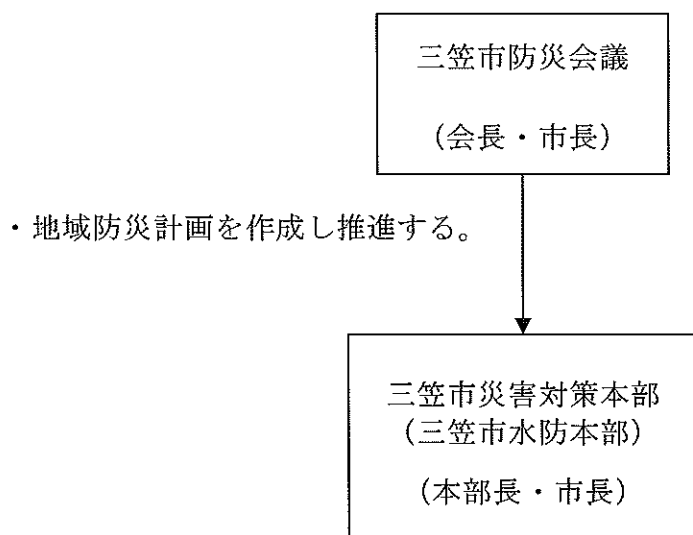 三笠市防災会議
(会長・市長)
・地域防災計画を作成し推進する。
三笠市災害対策本部
(三笠市水防本部)
(本部長・市長)